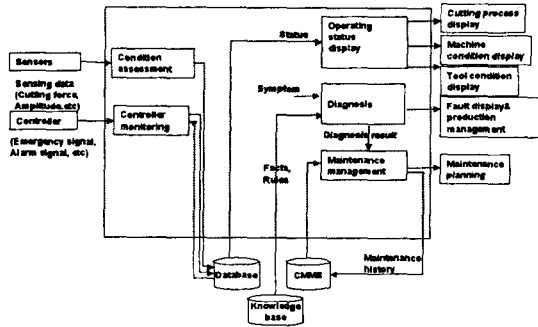 Sensors
Sensing data
(Cutting force,
Amplitude,etc)
Controller
(Emergency signal,
Alarm signal, etc)
Condition
assessment
Controller
monitoring
Status
Operating
status
display
Symptom
Diagnosis
Diagnosis result
Facts,
Rules
Maintenance
management
Cutting process
display
Machine
condition display
Tool condition
display
Fault display&
production
management
Maintenance
planning
Maintenance
history
Database
CMMS
Knowledge
base